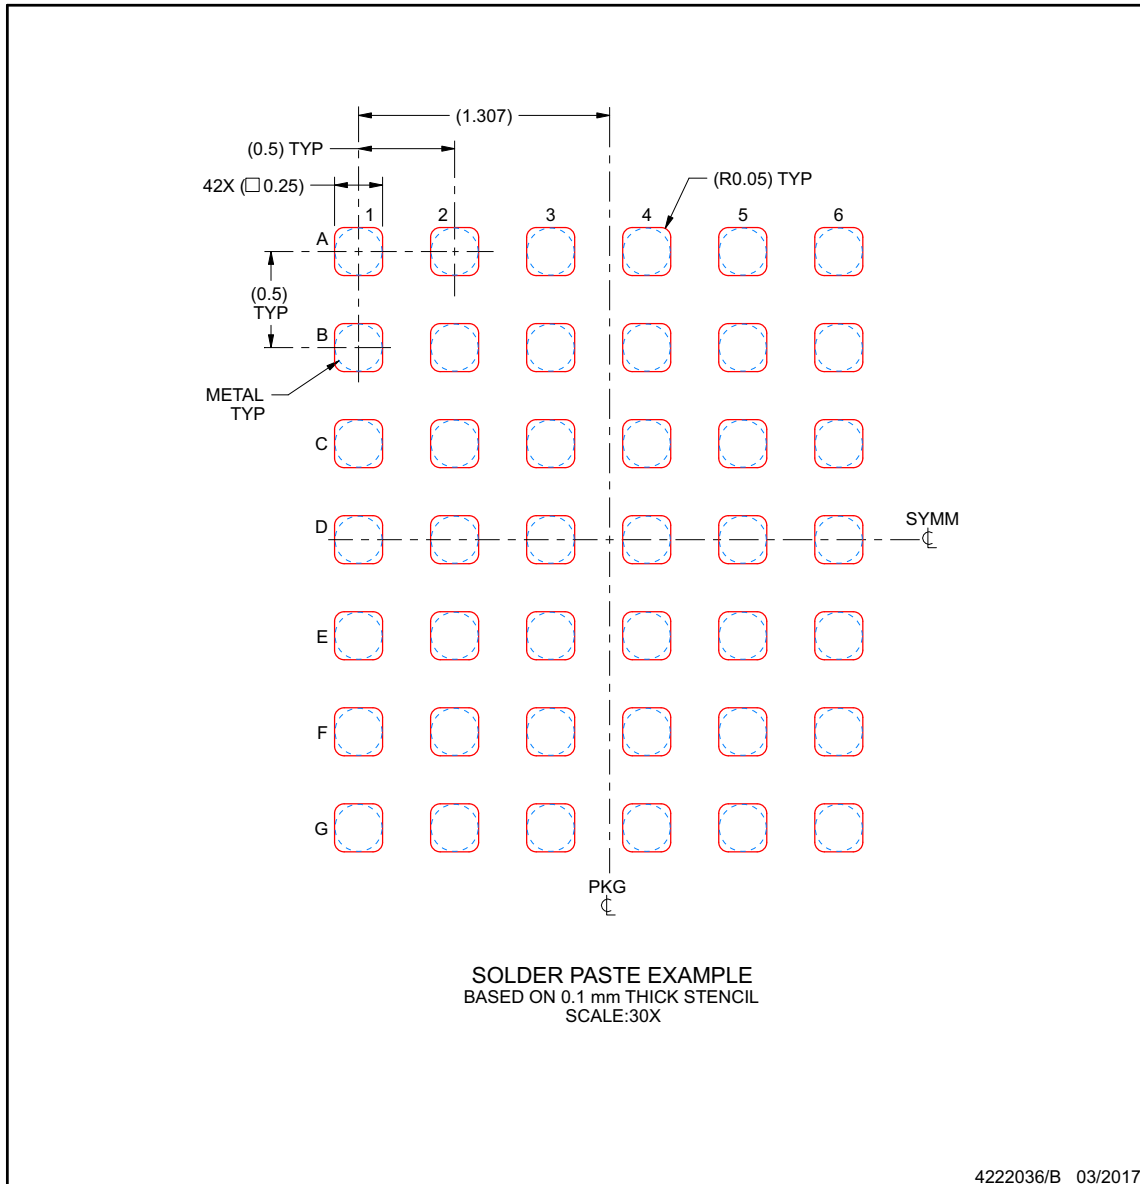 (1.307)
(0.5) TYP
42X (□ 0.25)
(R0.05) TYP
1 2 3 4 5 6
A
(0.5)
TYP
B
METAL
TYP
C
D
SYMM
℄
E
F
G
PKG
℄
SOLDER PASTE EXAMPLE
BASED ON 0.1 mm THICK STENCIL
SCALE:30X
4222036/B 03/2017